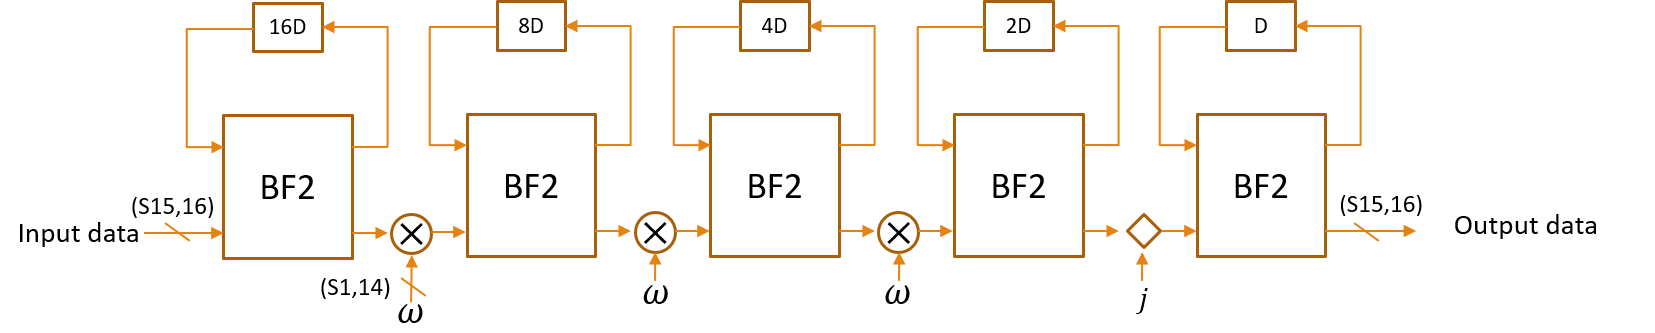 16D
8D
4D
2D
D
BF2
BF2
BF2
BF2
BF2
(S15,16)
(S15,16)
Input data
Output data
(S1,14)
ω
ω
ω
j